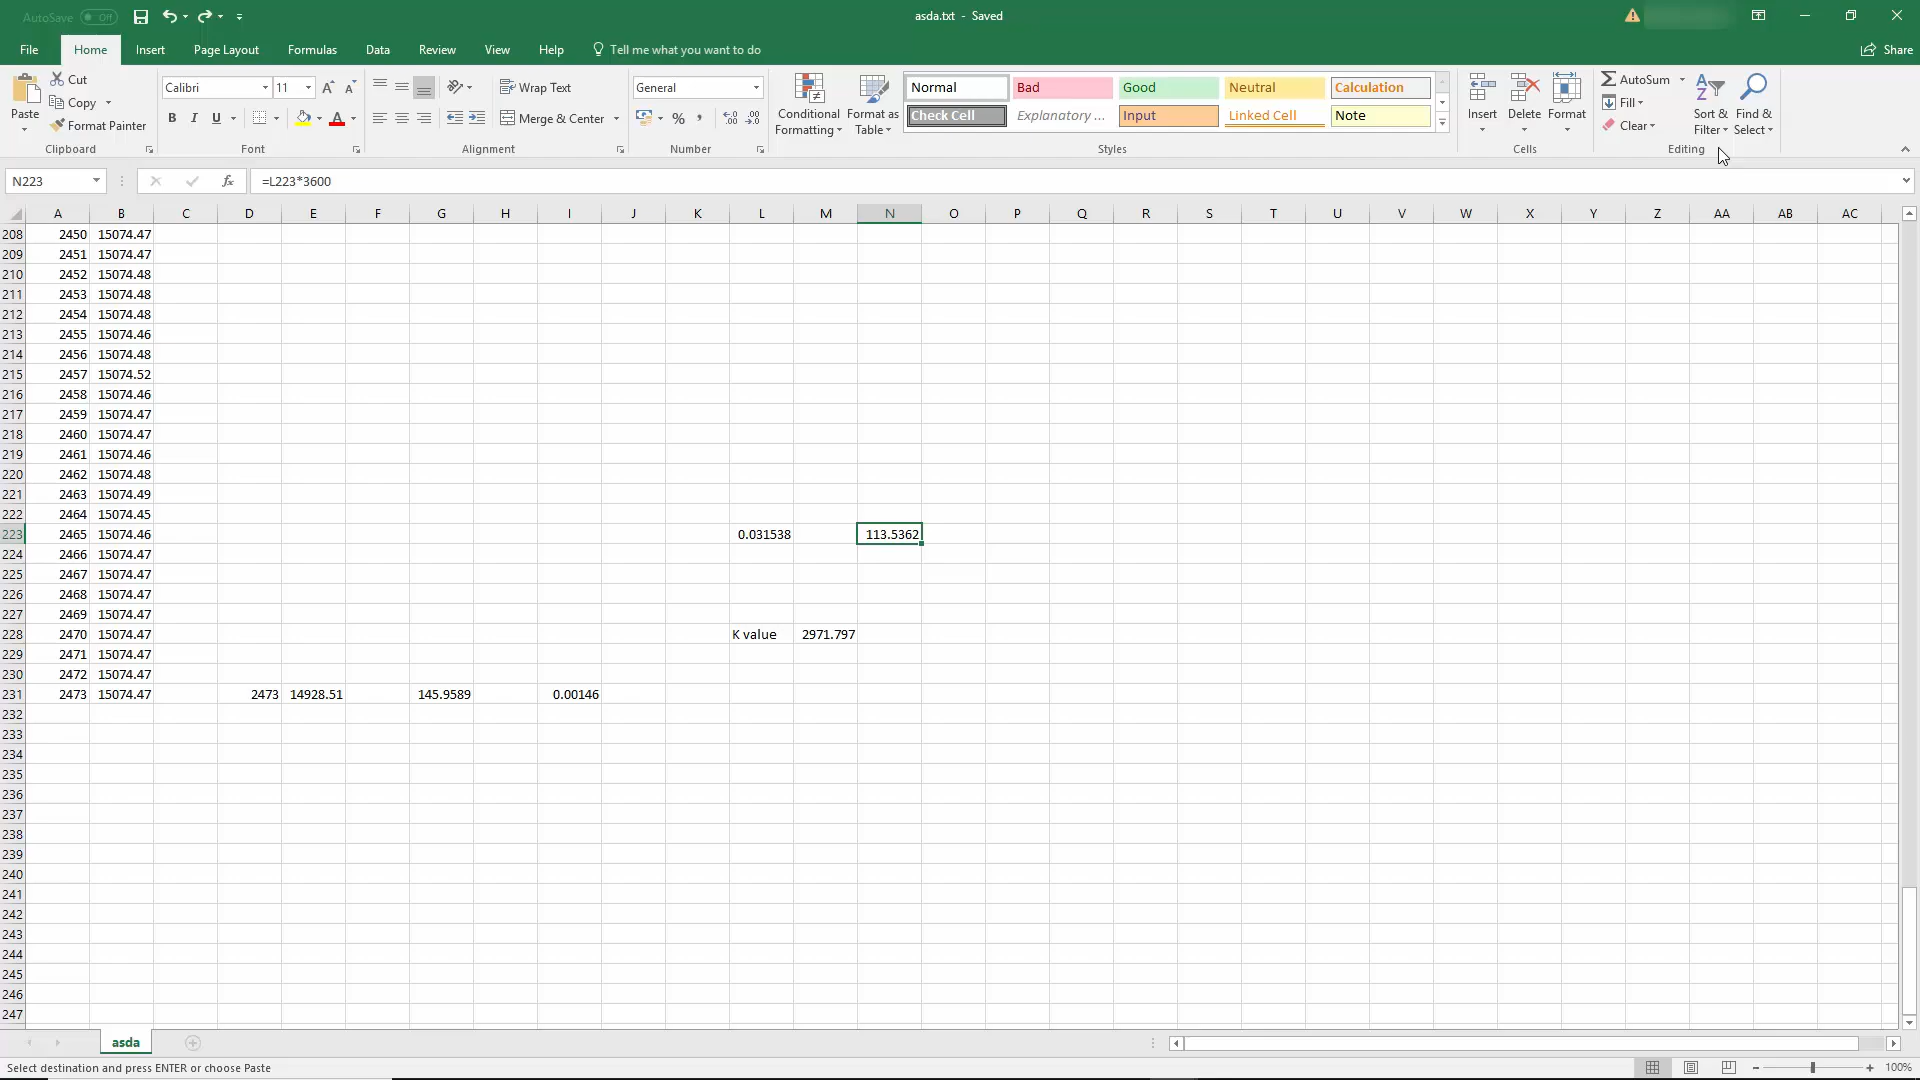 AutoSave Off
asda.txt - Saved
File Home Insert Page Layout Formulas Data Review View Help Tell me what you want to do Share
Cut
Copy
Format Painter
Paste
Calibri 11
B I U
Wrap Text
Merge & Center
General
Conditional Formatting
Format as Table
Normal Bad Good Neutral Calculation
Check Cell Explanatory ... Input Linked Cell Note
Insert Delete Format
AutoSum
Fill
Clear
Sort & Filter
Find & Select
Clipboard Font Alignment Number Styles Cells Editing
N223 fx =L223*3600
A B C D E F G H I J K L M N O P Q R S T U V W X Y Z AA AB AC
208 2450 15074.47
209 2451 15074.47
210 2452 15074.48
211 2453 15074.48
212 2454 15074.48
213 2455 15074.46
214 2456 15074.48
215 2457 15074.52
216 2458 15074.46
217 2459 15074.47
218 2460 15074.47
219 2461 15074.46
220 2462 15074.48
221 2463 15074.49
222 2464 15074.45
223 2465 15074.46 0.031538 113.5362
224 2466 15074.47
225 2467 15074.47
226 2468 15074.47
227 2469 15074.47
228 2470 15074.47 K value 2971.797
229 2471 15074.47
230 2472 15074.47
231 2473 15074.47 2473 14928.51 145.9589 0.00146
232
233
234
235
236
237
238
239
240
241
242
243
244
245
246
247
asda
Select destination and press ENTER or choose Paste
100%